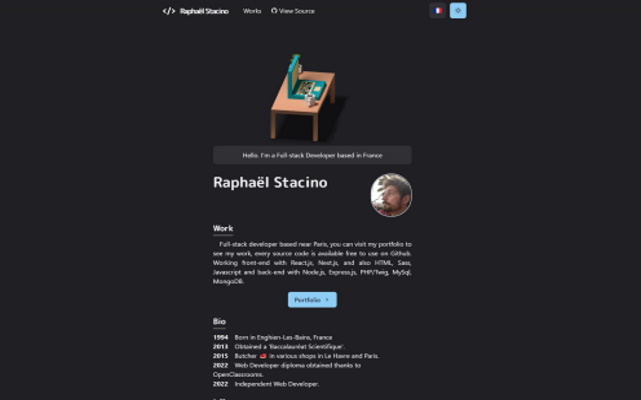 </> Raphaël Stacino Works View Source
Hello. I'm a Full-stack Developer based in France
Raphaël Stacino
Work
Full-stack developer based near Paris, you can visit my portfolio to
see my work, every source code is available free to use on Github.
Working front-end with React.js, Nest.js, and also HTML, Sass,
Javascript and back-end with Node.js, Express.js, PHP/Twig, MySql,
MongoDB.
Portfolio >
Bio
1994 Born in Enghien-Les-Bains, France
2013 Obtained a 'Baccalauréat Scientifique'.
2015 Butcher 🥩 in various shops in Le Havre and Paris.
2022 Web Developer diploma obtained thanks to
OpenClassrooms.
2022 Independent Web Developer.